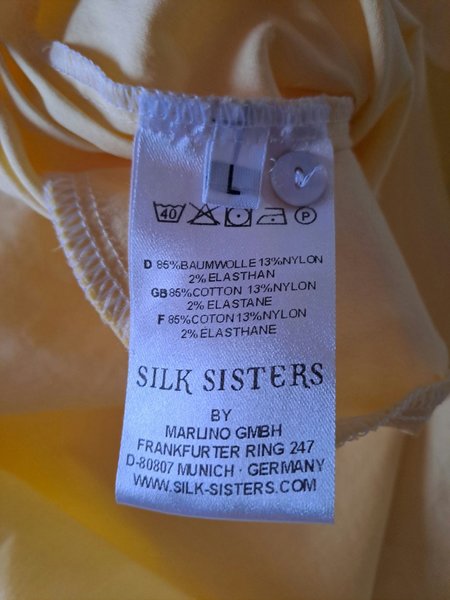 L
40 P
D 85%BAUMWOLLE 13%NYLON
2% ELASTHAN
GB 85%COTTON 13%NYLON
2% ELASTANE
F 85%COTON 13%NYLON
2% ELASTHANE
SILK SISTERS
BY
MARLINO GMBH
FRANKFURTER RING 247
D-80807 MUNICH · GERMANY
WWW.SILK-SISTERS.COM